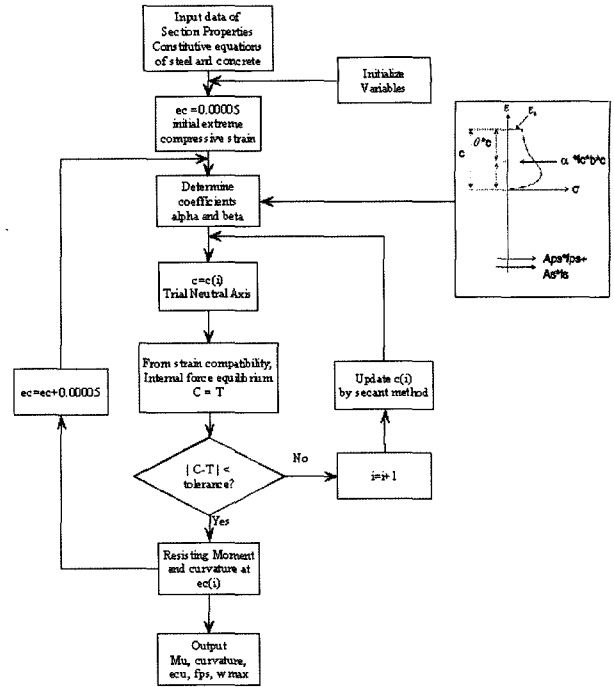 Input data of
Section Properties
Constitutive equations
of steel and concrete
Initialize
Variables
ec =0.00005
initial extreme
compressive strain
Determine
coefficients
alpha and beta
c=c(i)
Trial Neutral Axis
From strain compatibility,
Internal force equilibrium
C = T
ec=ec+0.00005
Update c(i)
by secant method
| C-T | <
tolerance?
No
i=i+1
Yes
Resisting Moment
and curvature at
ec(i)
Output
Mu, curvature,
ecu, fps, w max
c
σ
Aps*fps+